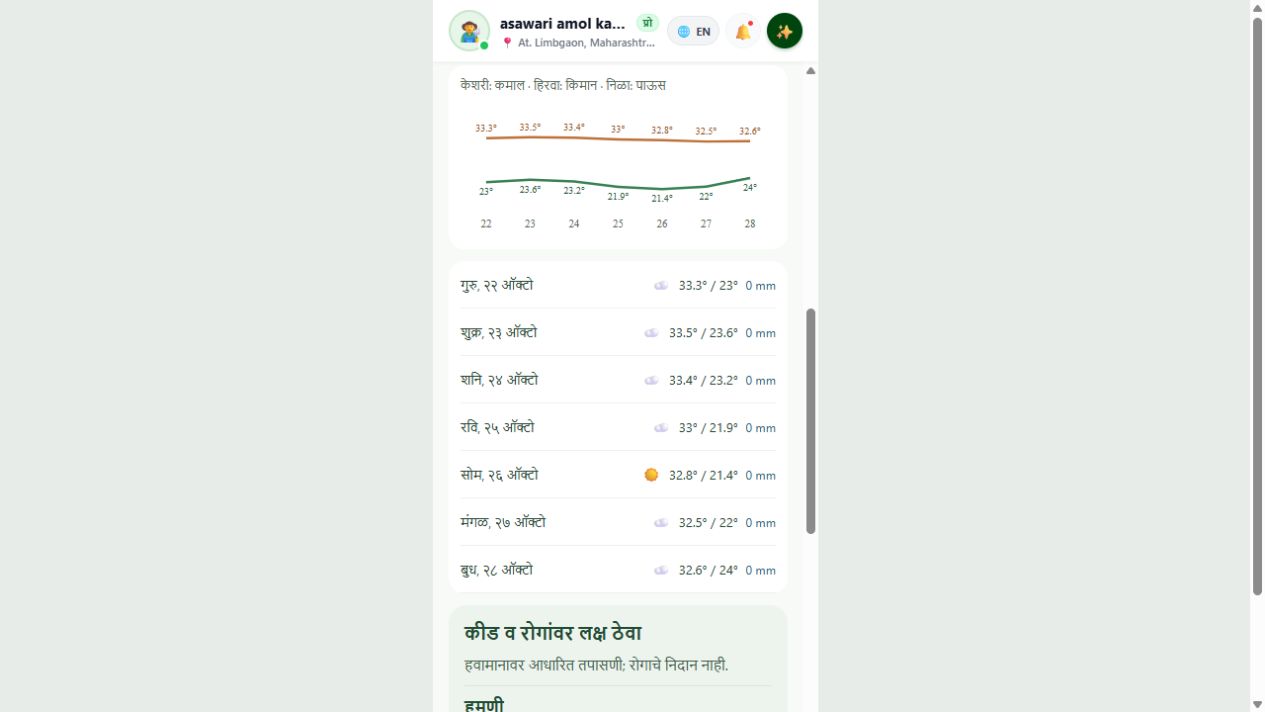 asawari amol ka... प्रो
At. Limbgaon, Maharashtr...
EN
केशरी: कमाल · हिरवा: किमान · निळा: पाऊस
33.3° 33.5° 33.4° 33° 32.8° 32.5° 32.6°
23° 23.6° 23.2° 21.9° 21.4° 22° 24°
22 23 24 25 26 27 28
गुरु, २२ ऑक्टो 33.3° / 23° 0 mm
शुक्र, २३ ऑक्टो 33.5° / 23.6° 0 mm
शनि, २४ ऑक्टो 33.4° / 23.2° 0 mm
रवि, २५ ऑक्टो 33° / 21.9° 0 mm
सोम, २६ ऑक्टो 32.8° / 21.4° 0 mm
मंगळ, २७ ऑक्टो 32.5° / 22° 0 mm
बुध, २८ ऑक्टो 32.6° / 24° 0 mm
कीड व रोगांवर लक्ष ठेवा
हवामानावर आधारित तपासणी; रोगाचे निदान नाही.
हुमणी